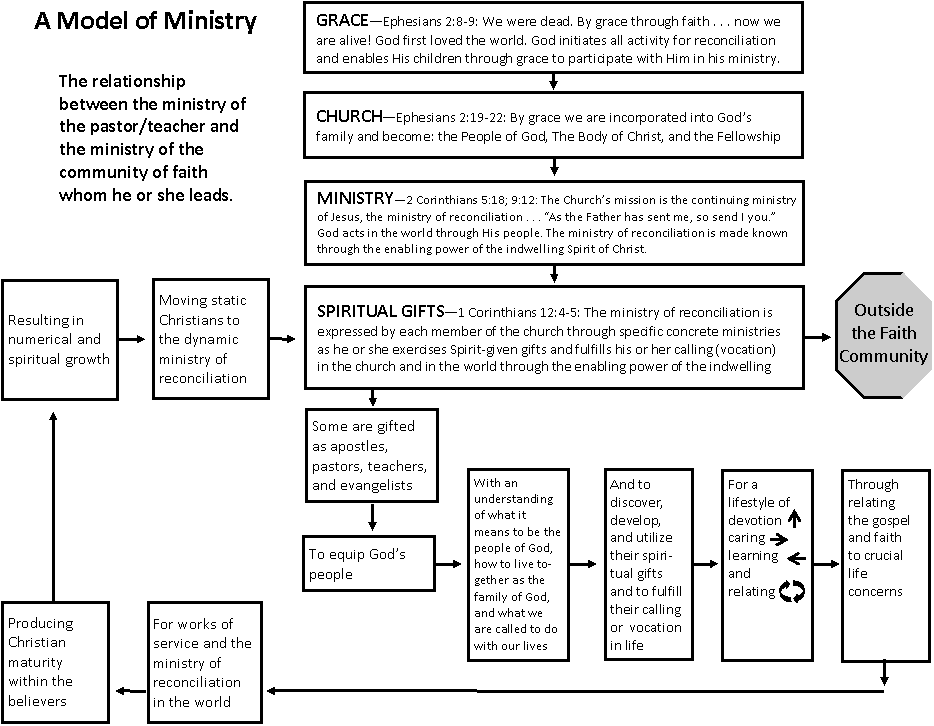 A Model of Ministry
The relationship
between the ministry of
the pastor/teacher and
the ministry of the
community of faith
whom he or she leads.
GRACE—Ephesians 2:8-9: We were dead. By grace through faith . . . now we
are alive! God first loved the world. God initiates all activity for reconciliation
and enables His children through grace to participate with Him in his ministry.
CHURCH—Ephesians 2:19-22: By grace we are incorporated into God's
family and become: the People of God, The Body of Christ, and the Fellowship
MINISTRY—2 Corinthians 5:18; 9:12: The Church's mission is the continuing ministry
of Jesus, the ministry of reconciliation . . . "As the Father has sent me, so send I you."
God acts in the world through His people. The ministry of reconciliation is made known
through the enabling power of the indwelling Spirit of Christ.
Resulting in
numerical and
spiritual growth
Moving static
Christians to
the dynamic
ministry of
reconciliation
SPIRITUAL GIFTS—1 Corinthians 12:4-5: The ministry of reconciliation is
expressed by each member of the church through specific concrete ministries
as he or she exercises Spirit-given gifts and fulfills his or her calling (vocation)
in the church and in the world through the enabling power of the indwelling
Outside
the Faith
Community
Some are gifted
as apostles,
pastors, teachers,
and evangelists
To equip God's
people
With an
understanding
of what it
means to be the
people of God,
how to live to-
gether as the
family of God,
and what we
are called to do
with our lives
And to
discover,
develop,
and utilize
their spiri-
tual gifts
and to fulfill
their calling
or vocation
in life
For a
lifestyle of
devotion
caring
learning
and
relating
Through
relating
the gospel
and faith
to crucial
life
concerns
For works of
service and the
ministry of
reconciliation
in the world
Producing
Christian
maturity
within the
believers